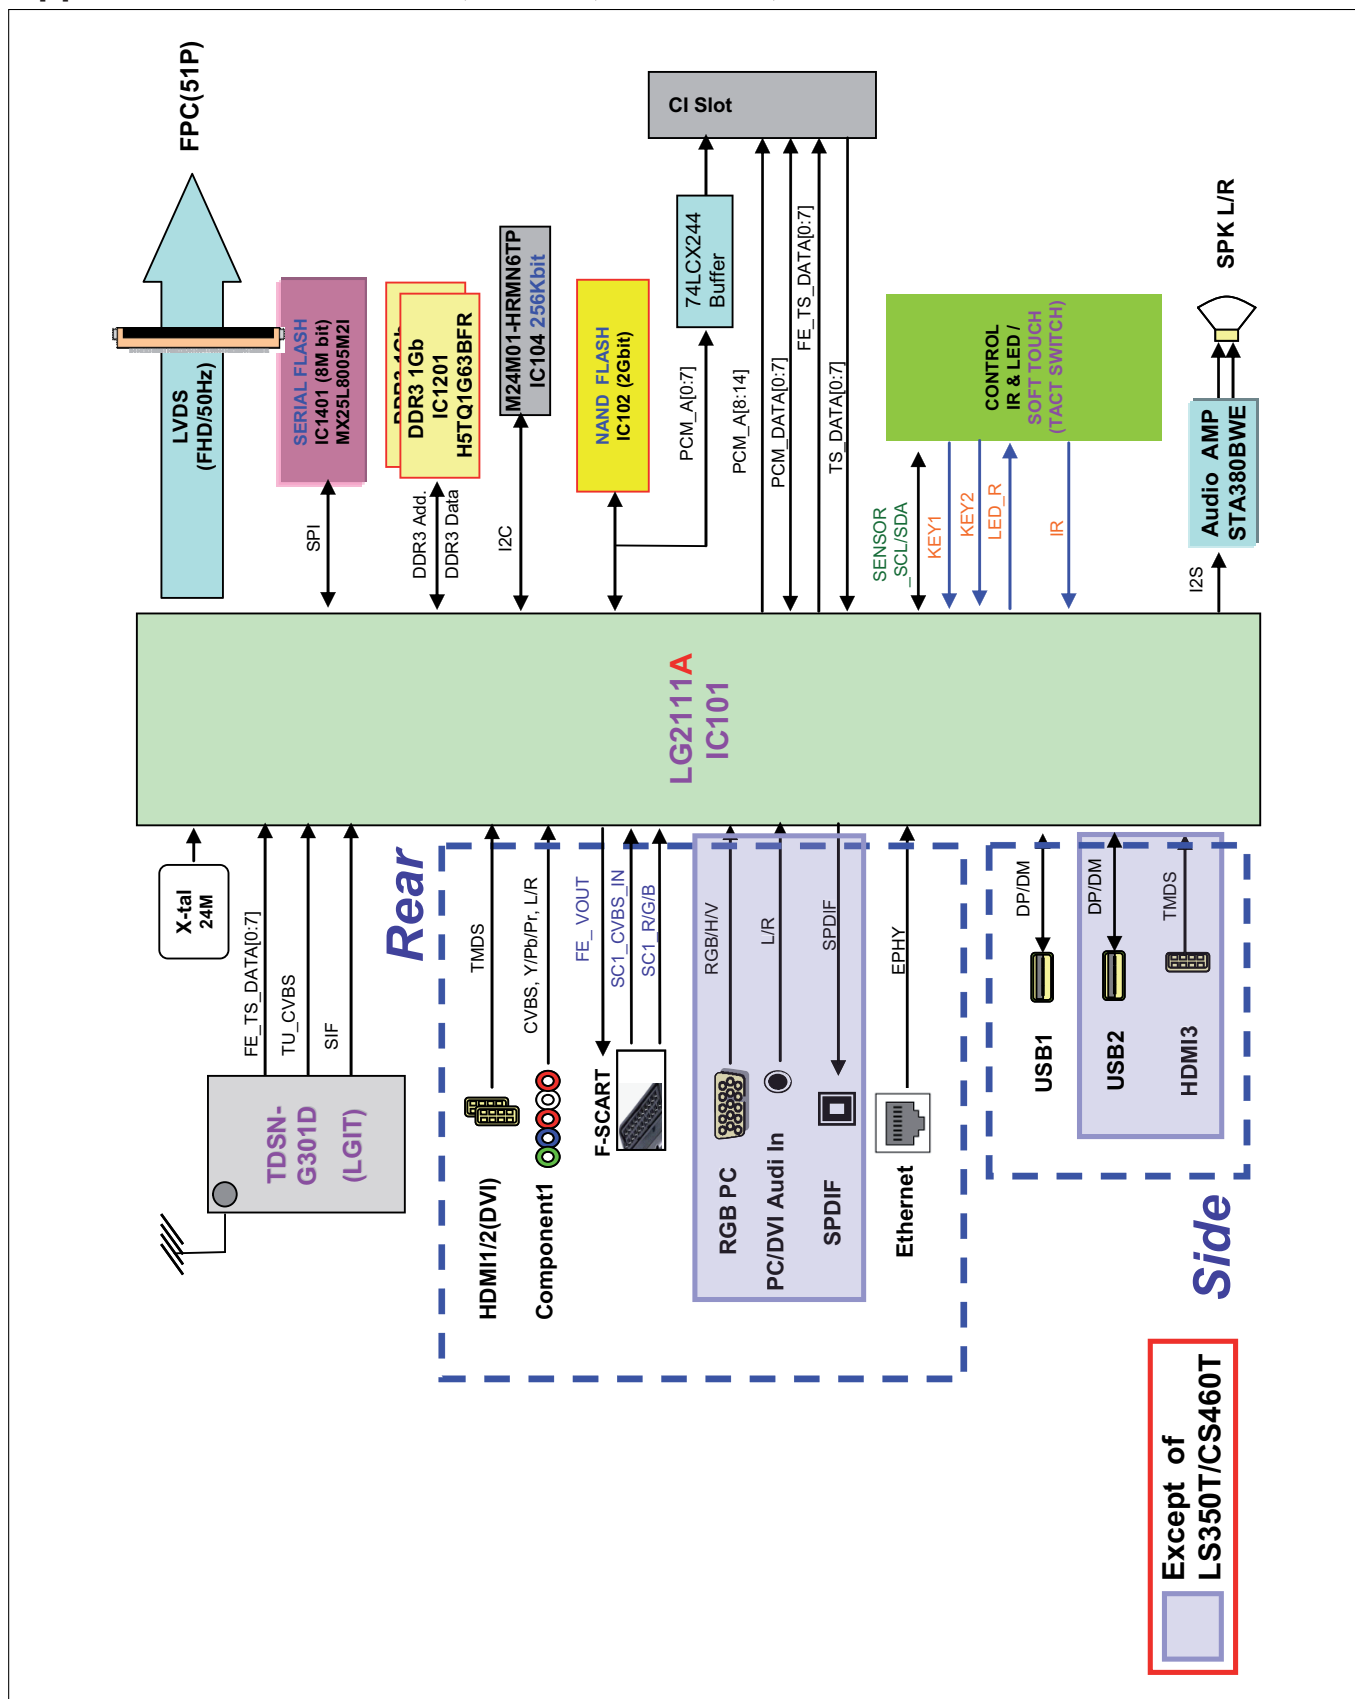 FPC(51P)
LVDS
(FHD/50Hz)
SERIAL FLASH
IC1401 (8M bit)
MX25L8005M2I
SPI
DDR3 1Gb
DDR3 1Gb
IC1201
H5TQ1G63BFR
DDR3 Add.
DDR3 Data
M24M01-HRMN6TP
IC104 256Kbit
I2C
NAND FLASH
IC102 (2Gbit)
74LCX244
Buffer
PCM_A[0:7]
CI Slot
PCM_A[8:14]
PCM_DATA[0:7]
FE_TS_DATA[0:7]
TS_DATA[0:7]
CONTROL
IR & LED /
SOFT TOUCH
(TACT SWITCH)
SENSOR
_SCL/SDA
KEY1
KEY2
LED_R
IR
SPK L/R
Audio AMP
STA380BWE
I2S
LG2111A
IC101
X-tal
24M
FE_TS_DATA[0:7]
TU_CVBS
SIF
TDSN-
G301D
(LGIT)
Rear
TMDS
HDMI1/2(DVI)
CVBS, Y/Pb/Pr, L/R
Component1
FE_ VOUT
SC1_CVBS_IN
SC1_R/G/B
F-SCART
RGB/H/V
RGB PC
L/R
PC/DVI Audi In
SPDIF
SPDIF
EPHY
Ethernet
DP/DM
USB1
DP/DM
USB2
TMDS
HDMI3
Side
Except of
LS350T/CS460T